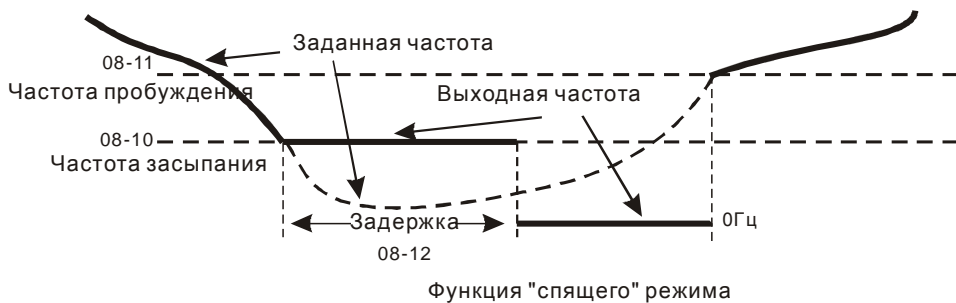 Заданная частота
08-11
Частота пробуждения
Выходная частота
08-10
Частота засыпания
Задержка
0Гц
08-12
Функция "спящего" режима